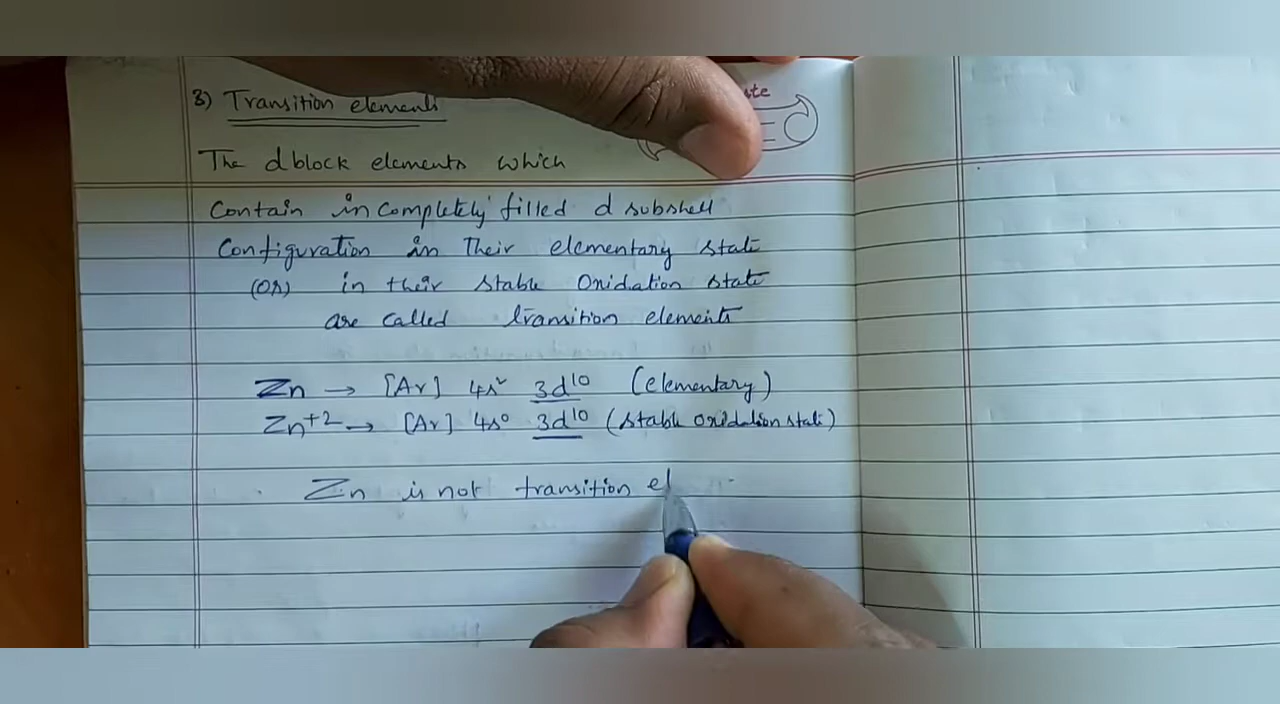 3) Transition elements
The d block elements which
Contain incompletely filled d subshell
Configuration in Their elementary state
(OR) in their stable Oxidation state
are called transition elements
Zn → [Ar] 4s² 3d¹⁰ (elementary)
Zn⁺² → [Ar] 4s⁰ 3d¹⁰ (stable oxidation state)
Zn is not transition el